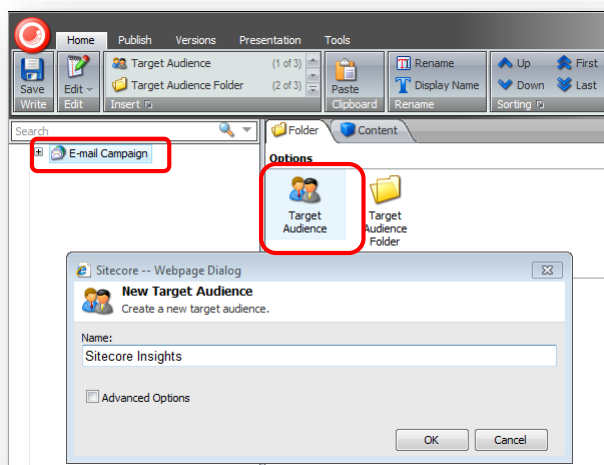 Home Publish Versions Presentation Tools
Target Audience (1 of 3)
Target Audience Folder (2 of 3)
Save
Write
Edit
Edit
Insert
Paste
Clipboard
Rename
Display Name
Rename
Up First
Down Last
Sorting
Search
E-mail Campaign
Folder Content
Options
Target
Audience
Target
Audience
Folder
Sitecore -- Webpage Dialog
New Target Audience
Create a new target audience.
Name:
Sitecore Insights
Advanced Options
OK Cancel